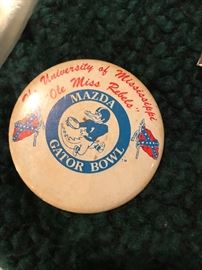 The University of Mississippi
"Ole Miss Rebels"
MAZDA
GATOR BOWL